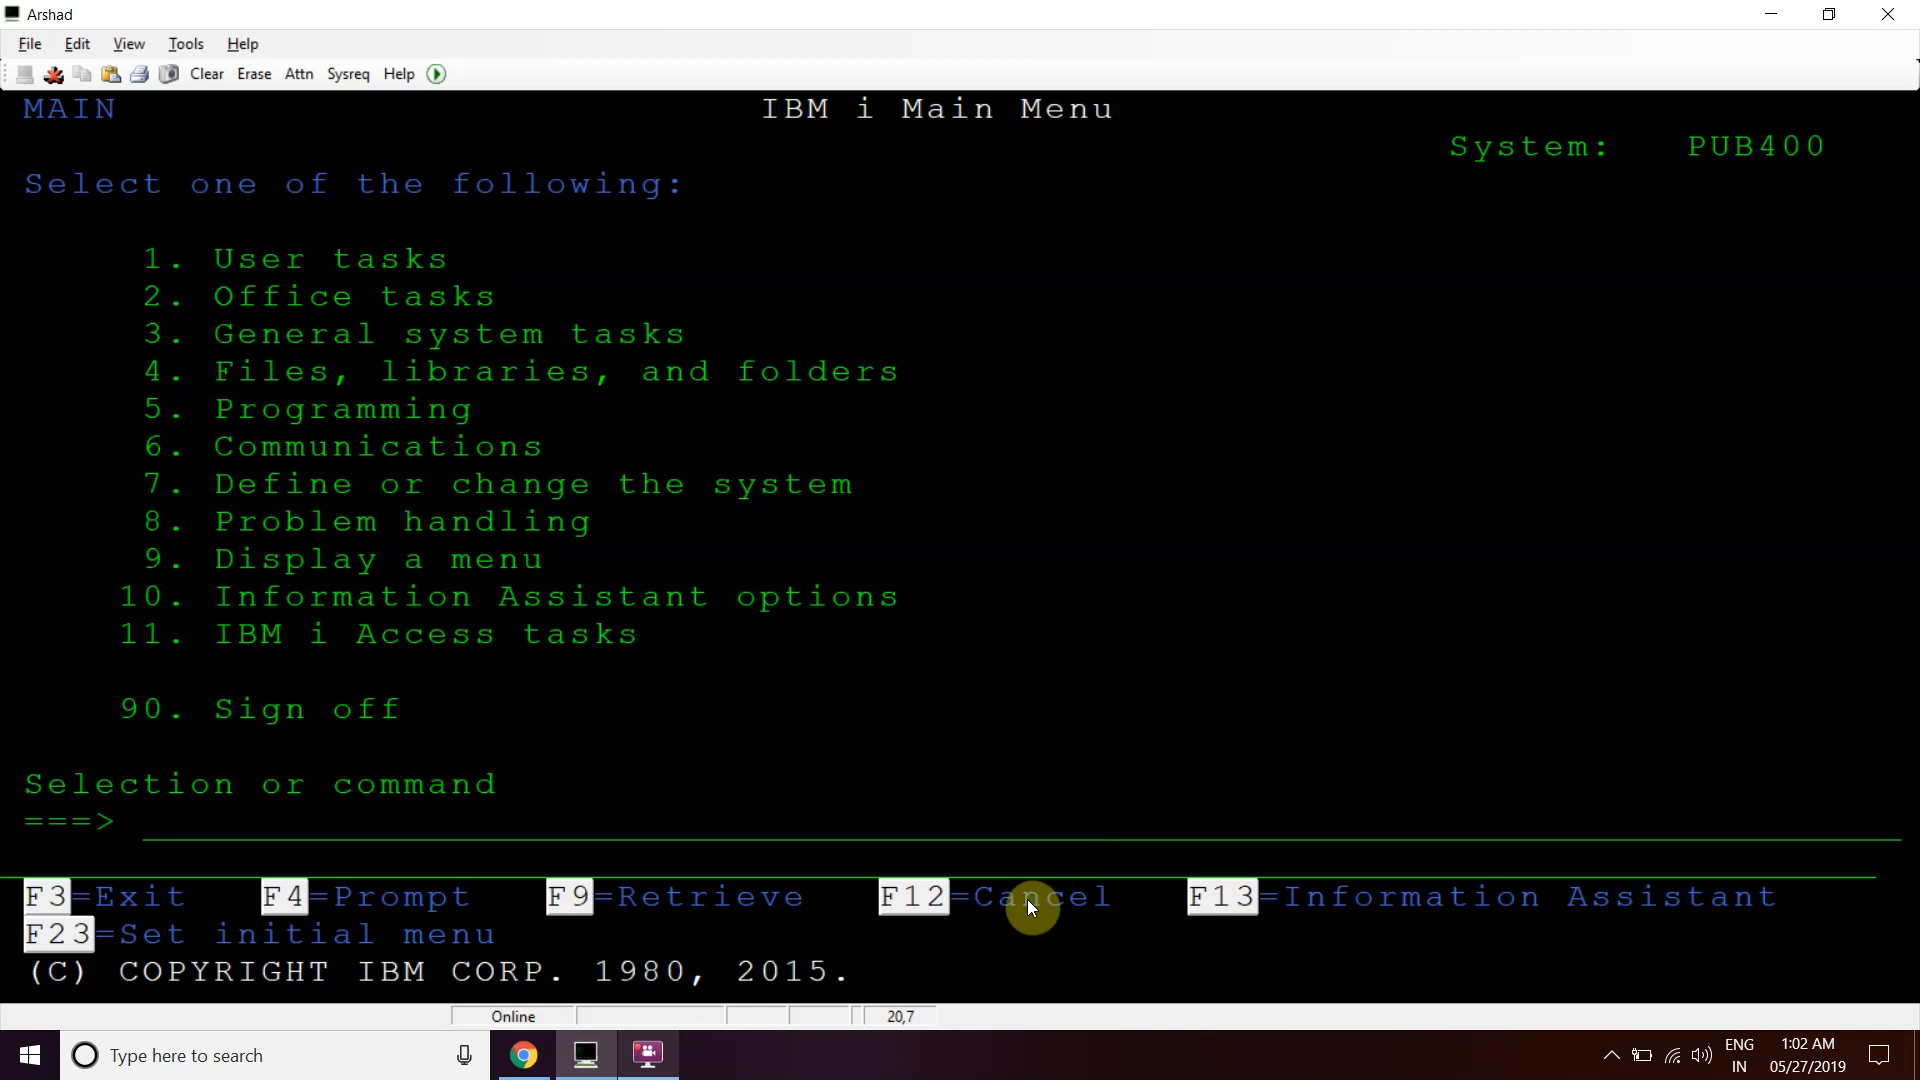 Arshad
File Edit View Tools Help
Clear Erase Attn Sysreq Help
MAIN IBM i Main Menu
System: PUB400
Select one of the following:
1. User tasks
2. Office tasks
3. General system tasks
4. Files, libraries, and folders
5. Programming
6. Communications
7. Define or change the system
8. Problem handling
9. Display a menu
10. Information Assistant options
11. IBM i Access tasks
90. Sign off
Selection or command
===>
F3=Exit F4=Prompt F9=Retrieve F12=Cancel F13=Information Assistant
F23=Set initial menu
(C) COPYRIGHT IBM CORP. 1980, 2015.
Online 20,7
Type here to search ENG 1:02 AM
IN 05/27/2019